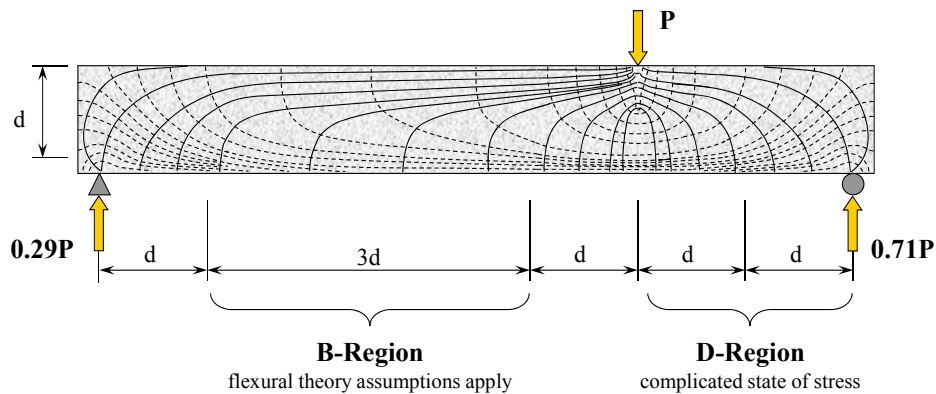 P
d
0.29P
0.71P
d
3d
d
d
d
B-Region
flexural theory assumptions apply
D-Region
complicated state of stress